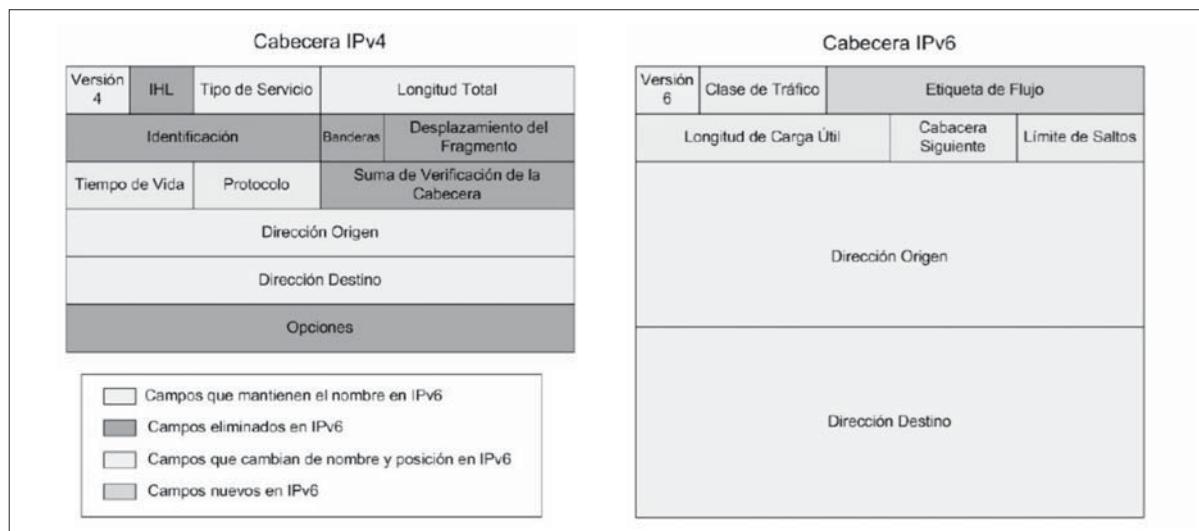 Cabecera IPv4
Versión
4
IHL
Tipo de Servicio
Longitud Total
Identificación
Banderas
Desplazamiento del
Fragmento
Tiempo de Vida
Protocolo
Suma de Verificación de la
Cabecera
Dirección Origen
Dirección Destino
Opciones
Campos que mantienen el nombre en IPv6
Campos eliminados en IPv6
Campos que cambian de nombre y posición en IPv6
Campos nuevos en IPv6
Cabecera IPv6
Versión
6
Clase de Tráfico
Etiqueta de Flujo
Longitud de Carga Útil
Cabacera
Siguiente
Límite de Saltos
Dirección Origen
Dirección Destino